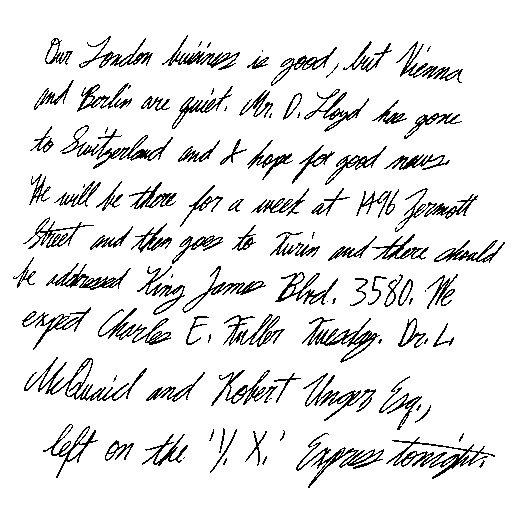 Our London business is good, but Vienna
and Berlin are quiet. Mr. D. Lloyd has gone
to Switzerland and I hope for good news.
He will be there for a week at 1496 Zermott
Street and then goes to Turin and there should
be addressed King James Blvd. 3580. We
expect Charles E. Fuller Tuesday. Dr. L.
McQuaid and Robert Unger Esq.,
left on the 'Y. X.' Express tonight.